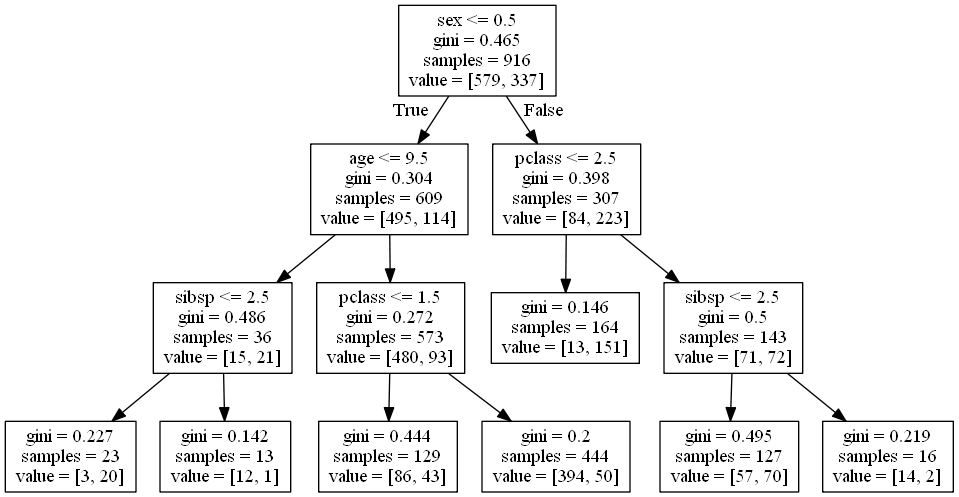 sex <= 0.5
gini = 0.465
samples = 916
value = [579, 337]
True
False
age <= 9.5
gini = 0.304
samples = 609
value = [495, 114]
pclass <= 2.5
gini = 0.398
samples = 307
value = [84, 223]
sibsp <= 2.5
gini = 0.486
samples = 36
value = [15, 21]
pclass <= 1.5
gini = 0.272
samples = 573
value = [480, 93]
gini = 0.146
samples = 164
value = [13, 151]
sibsp <= 2.5
gini = 0.5
samples = 143
value = [71, 72]
gini = 0.227
samples = 23
value = [3, 20]
gini = 0.142
samples = 13
value = [12, 1]
gini = 0.444
samples = 129
value = [86, 43]
gini = 0.2
samples = 444
value = [394, 50]
gini = 0.495
samples = 127
value = [57, 70]
gini = 0.219
samples = 16
value = [14, 2]